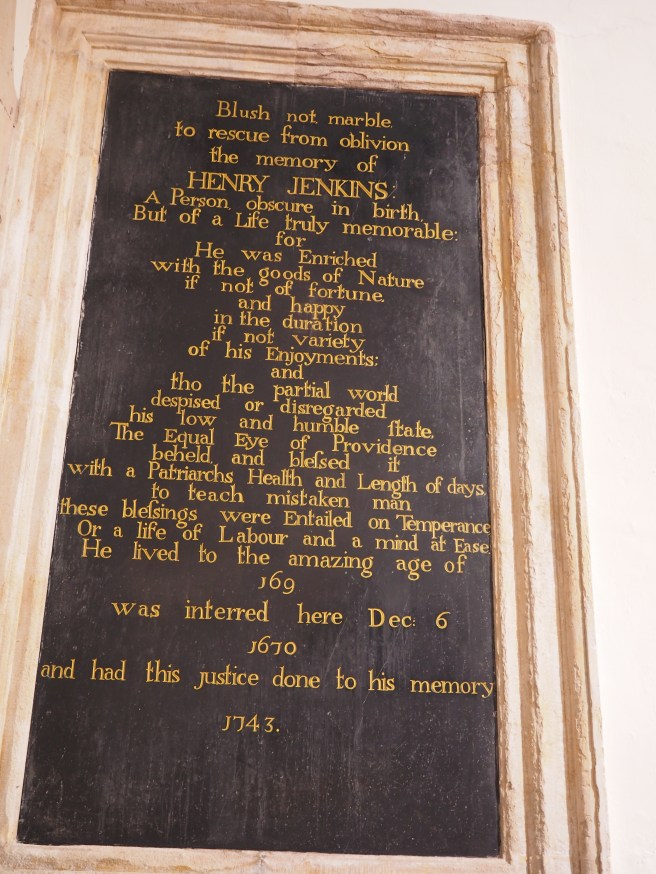 Blush not marble
to rescue from oblivion
the memory of
HENRY JENKINS:
A Person obscure in birth,
But of a Life truly memorable:
for
He was Enriched
with the goods of Nature
if not of fortune,
and happy
in the duration
if not variety
of his Enjoyments;
and
tho the partial world
despised or disregarded
his low and humble ſtate,
The Equal Eye of Providence
beheld and bleſsed it
with a Patriarchs Health and Length of days,
to teach mistaken man
these bleſsings were Entailed on Temperance
Or a life of Labour and a mind at Ease.
He lived to the amazing age of
169
was interred here Dec: 6
1670
and had this justice done to his memory
1743.